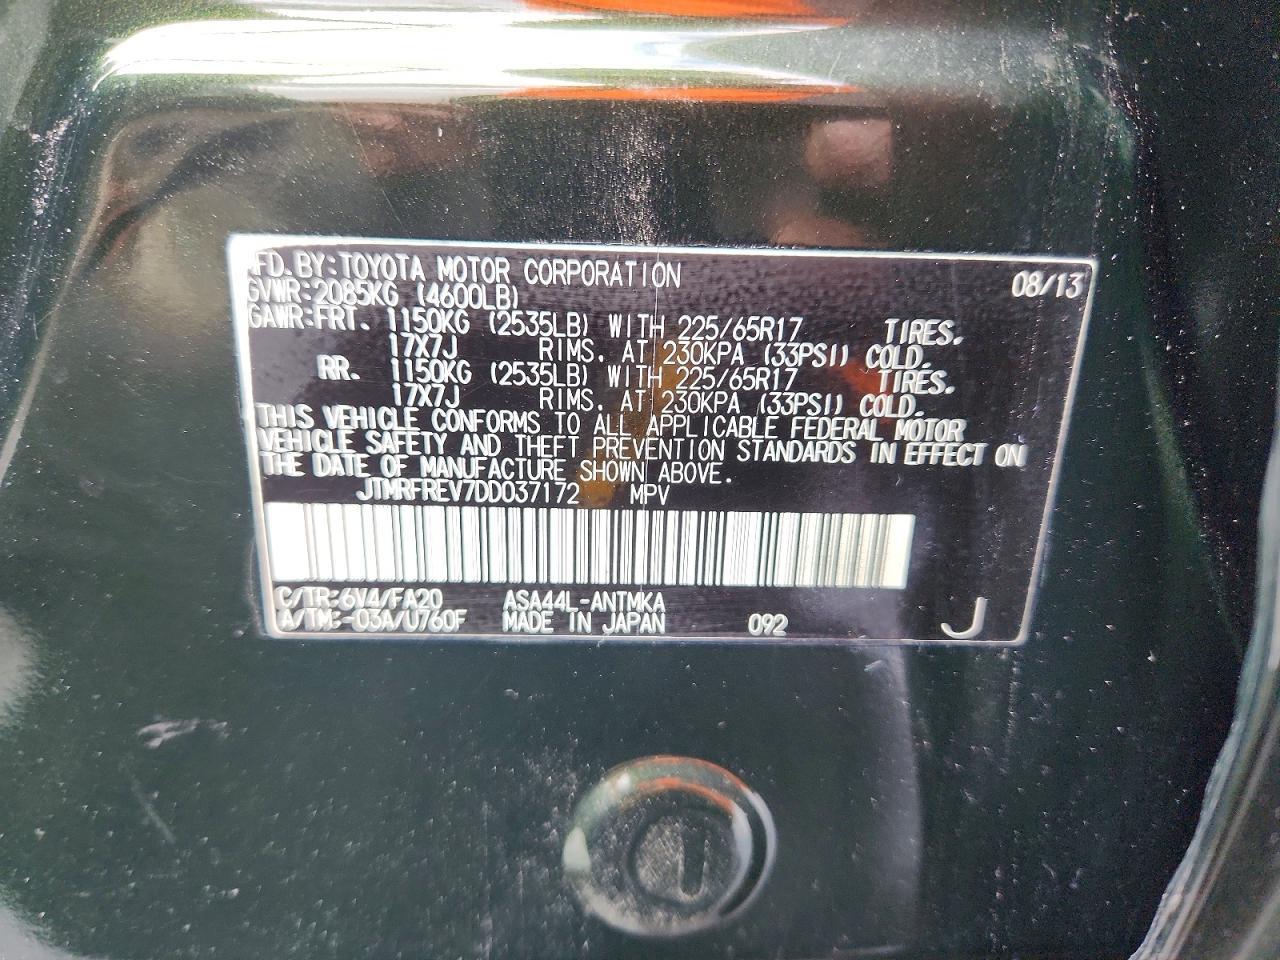 MFD. BY: TOYOTA MOTOR CORPORATION 08/13
GVWR: 2085KG (4600LB)
GAWR: FRT. 1150KG (2535LB) WITH 225/65R17 TIRES.
17X7J RIMS. AT 230KPA (33PSI) COLD.
RR. 1150KG (2535LB) WITH 225/65R17 TIRES.
17X7J RIMS. AT 230KPA (33PSI) COLD.
THIS VEHICLE CONFORMS TO ALL APPLICABLE FEDERAL MOTOR
VEHICLE SAFETY AND THEFT PREVENTION STANDARDS IN EFFECT ON
THE DATE OF MANUFACTURE SHOWN ABOVE.
JTMRFREV7DD037172 MPV
C/TR: 6V4/FA20 ASA44L-ANTMKA
A/TM: -03A/U760F MADE IN JAPAN 092 J